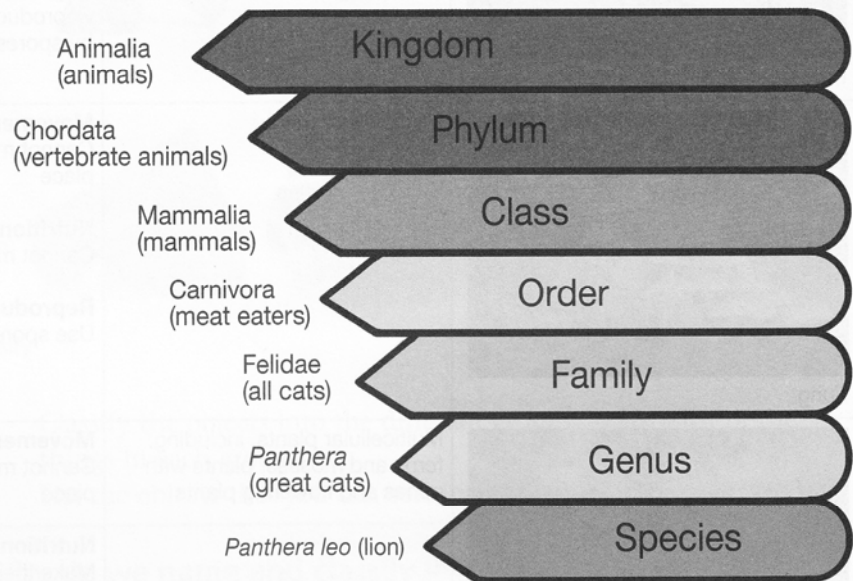 Animalia
(animals)
Kingdom
Chordata
(vertebrate animals)
Phylum
Mammalia
(mammals)
Class
Carnivora
(meat eaters)
Order
Felidae
(all cats)
Family
Panthera
(great cats)
Genus
Panthera leo (lion)
Species